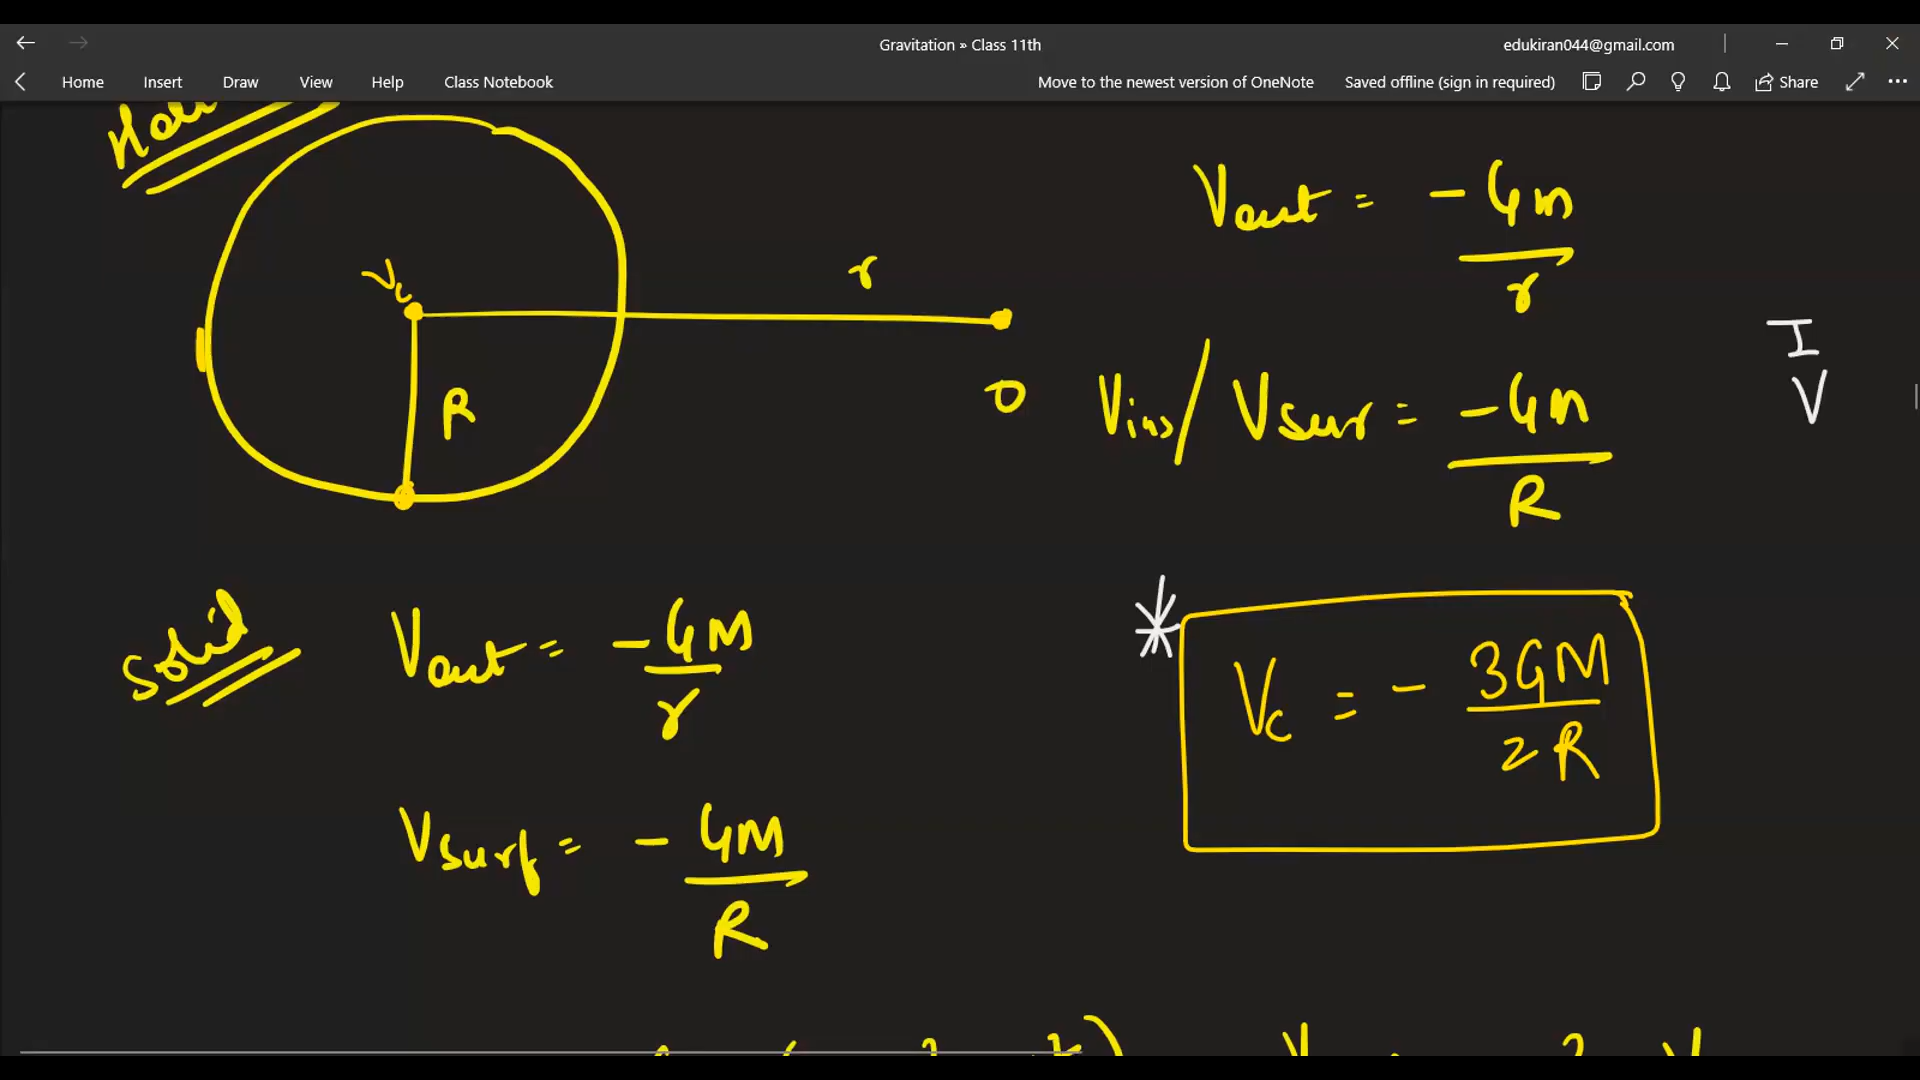 Gravitation » Class 11th
edukiran044@gmail.com
Home Insert Draw View Help Class Notebook
Move to the newest version of OneNote Saved offline (sign in required) Share
Vout = - Gm / r
Vc
r
I
V
R
O
Vins / Vsur = - Gm / R
Solid
Vout = - GM / r
Vc = - 3GM / 2R
Vsurf = - GM / R